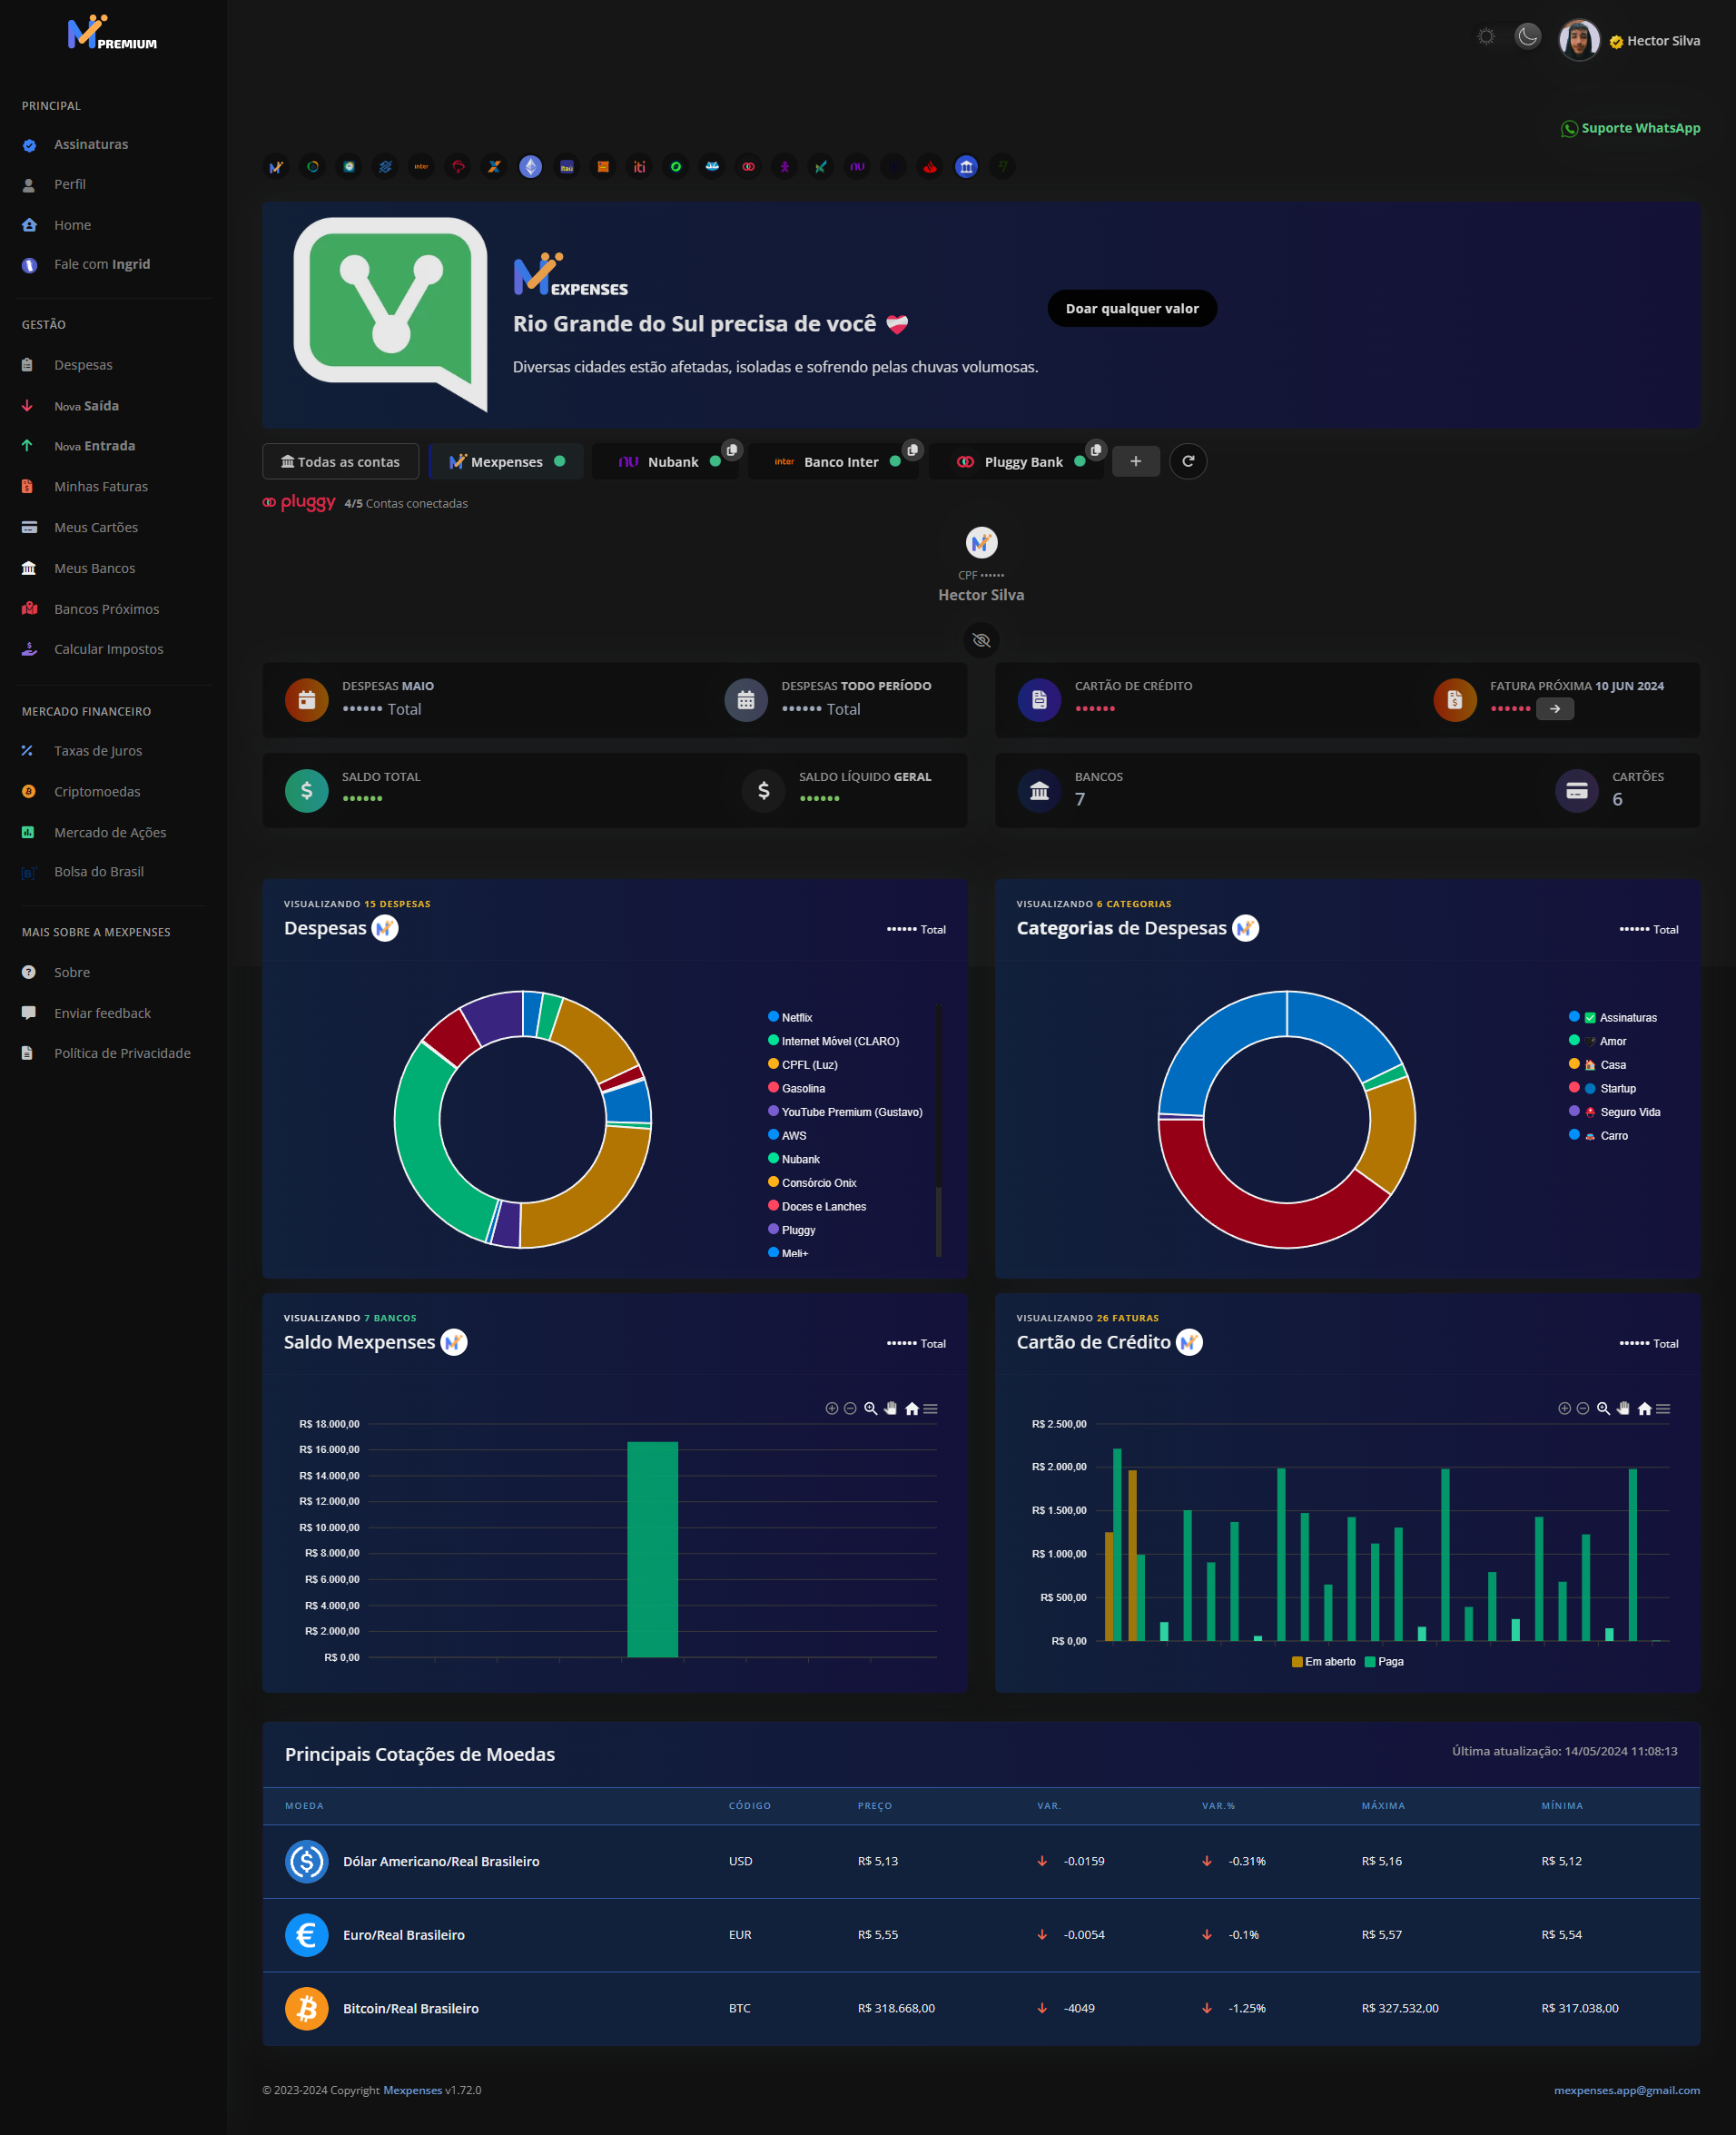 PREMIUM
Hector Silva
PRINCIPAL
Assinaturas
Perfil
Home
Fale com Ingrid
GESTÃO
Despesas
Nova Saída
Nova Entrada
Minhas Faturas
Meus Cartões
Meus Bancos
Bancos Próximos
Calcular Impostos
MERCADO FINANCEIRO
Taxas de Juros
Criptomoedas
Mercado de Ações
Bolsa do Brasil
MAIS SOBRE A MEXPENSES
Sobre
Enviar feedback
Política de Privacidade
Suporte WhatsApp
inter
itaú
iti
nu
EXPENSES
Rio Grande do Sul precisa de você
Diversas cidades estão afetadas, isoladas e sofrendo pelas chuvas volumosas.
Doar qualquer valor
Todas as contas
Mexpenses
nu Nubank
inter Banco Inter
Pluggy Bank
+
pluggy 4/5 Contas conectadas
CPF ••••••
Hector Silva
DESPESAS MAIO
•••••• Total
DESPESAS TODO PERÍODO
•••••• Total
CARTÃO DE CRÉDITO
••••••
FATURA PRÓXIMA 10 JUN 2024
••••••
SALDO TOTAL
••••••
SALDO LÍQUIDO GERAL
••••••
BANCOS
7
CARTÕES
6
VISUALIZANDO 15 DESPESAS
Despesas
•••••• Total
Netflix
Internet Móvel (CLARO)
CPFL (Luz)
Gasolina
YouTube Premium (Gustavo)
AWS
Nubank
Consórcio Onix
Doces e Lanches
Pluggy
Meli+
VISUALIZANDO 6 CATEGORIAS
Categorias de Despesas
•••••• Total
Assinaturas
Amor
Casa
Startup
Seguro Vida
Carro
VISUALIZANDO 7 BANCOS
Saldo Mexpenses
•••••• Total
R$ 18.000,00
R$ 16.000,00
R$ 14.000,00
R$ 12.000,00
R$ 10.000,00
R$ 8.000,00
R$ 6.000,00
R$ 4.000,00
R$ 2.000,00
R$ 0,00
VISUALIZANDO 26 FATURAS
Cartão de Crédito
•••••• Total
R$ 2.500,00
R$ 2.000,00
R$ 1.500,00
R$ 1.000,00
R$ 500,00
R$ 0,00
Em aberto Paga
Principais Cotações de Moedas
Última atualização: 14/05/2024 11:08:13
MOEDA CÓDIGO PREÇO VAR. VAR.% MÁXIMA MÍNIMA
Dólar Americano/Real Brasileiro USD R$ 5,13 -0.0159 -0.31% R$ 5,16 R$ 5,12
Euro/Real Brasileiro EUR R$ 5,55 -0.0054 -0.1% R$ 5,57 R$ 5,54
Bitcoin/Real Brasileiro BTC R$ 318.668,00 -4049 -1.25% R$ 327.532,00 R$ 317.038,00
© 2023-2024 Copyright Mexpenses v1.72.0
mexpenses.app@gmail.com